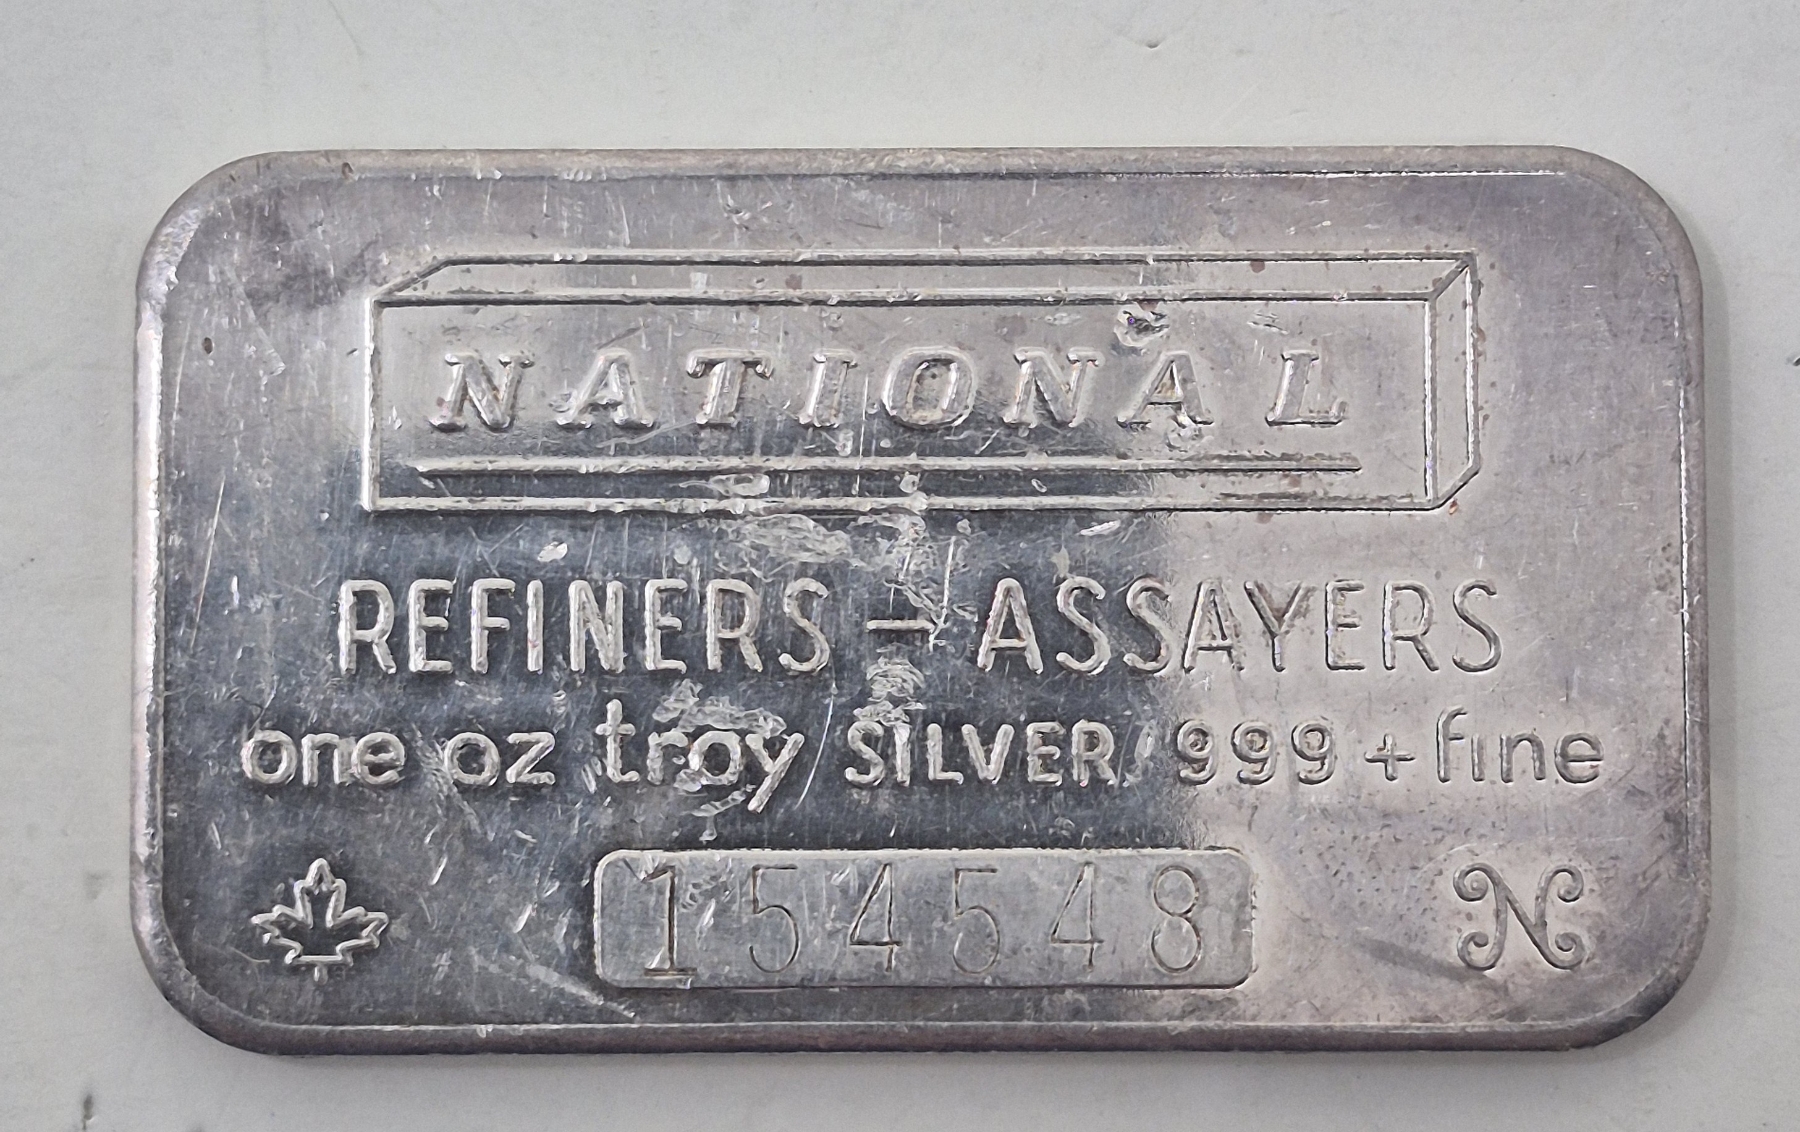 NATIONAL
REFINERS - ASSAYERS
one oz troy SILVER 999 + fine
154548
N